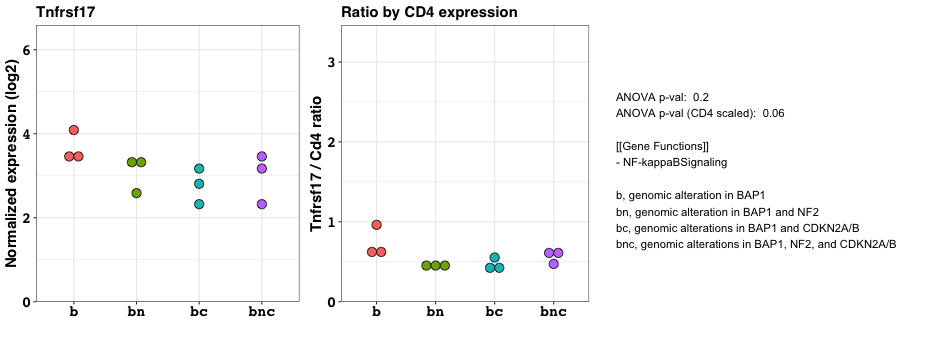 Tnfrsf17
Normalized expression (log2)
6
4
2
0
b bn bc bnc
Ratio by CD4 expression
Tnfrsf17 / Cd4 ratio
3
2
1
0
b bn bc bnc
ANOVA p-val: 0.2
ANOVA p-val (CD4 scaled): 0.06
[[Gene Functions]]
- NF-kappaBSignaling
b, genomic alteration in BAP1
bn, genomic alteration in BAP1 and NF2
bc, genomic alterations in BAP1 and CDKN2A/B
bnc, genomic alterations in BAP1, NF2, and CDKN2A/B